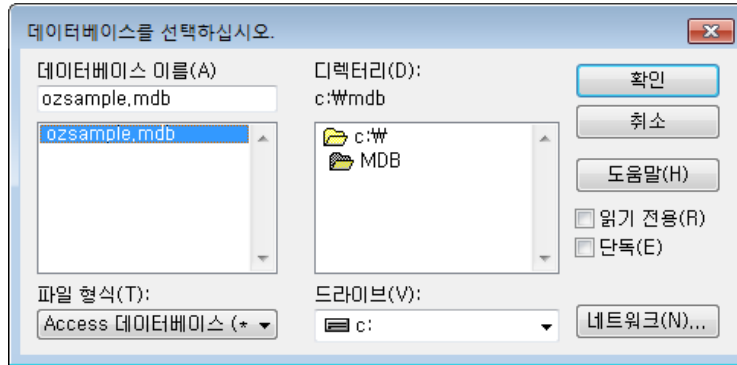 데이터베이스를 선택하십시오.
데이터베이스 이름(A)
ozsample.mdb
ozsample.mdb
파일 형식(T):
Access 데이터베이스 (*
디렉터리(D):
c:₩mdb
c:₩
MDB
드라이브(V):
c:
확인
취소
도움말(H)
읽기 전용(R)
단독(E)
네트워크(N)...